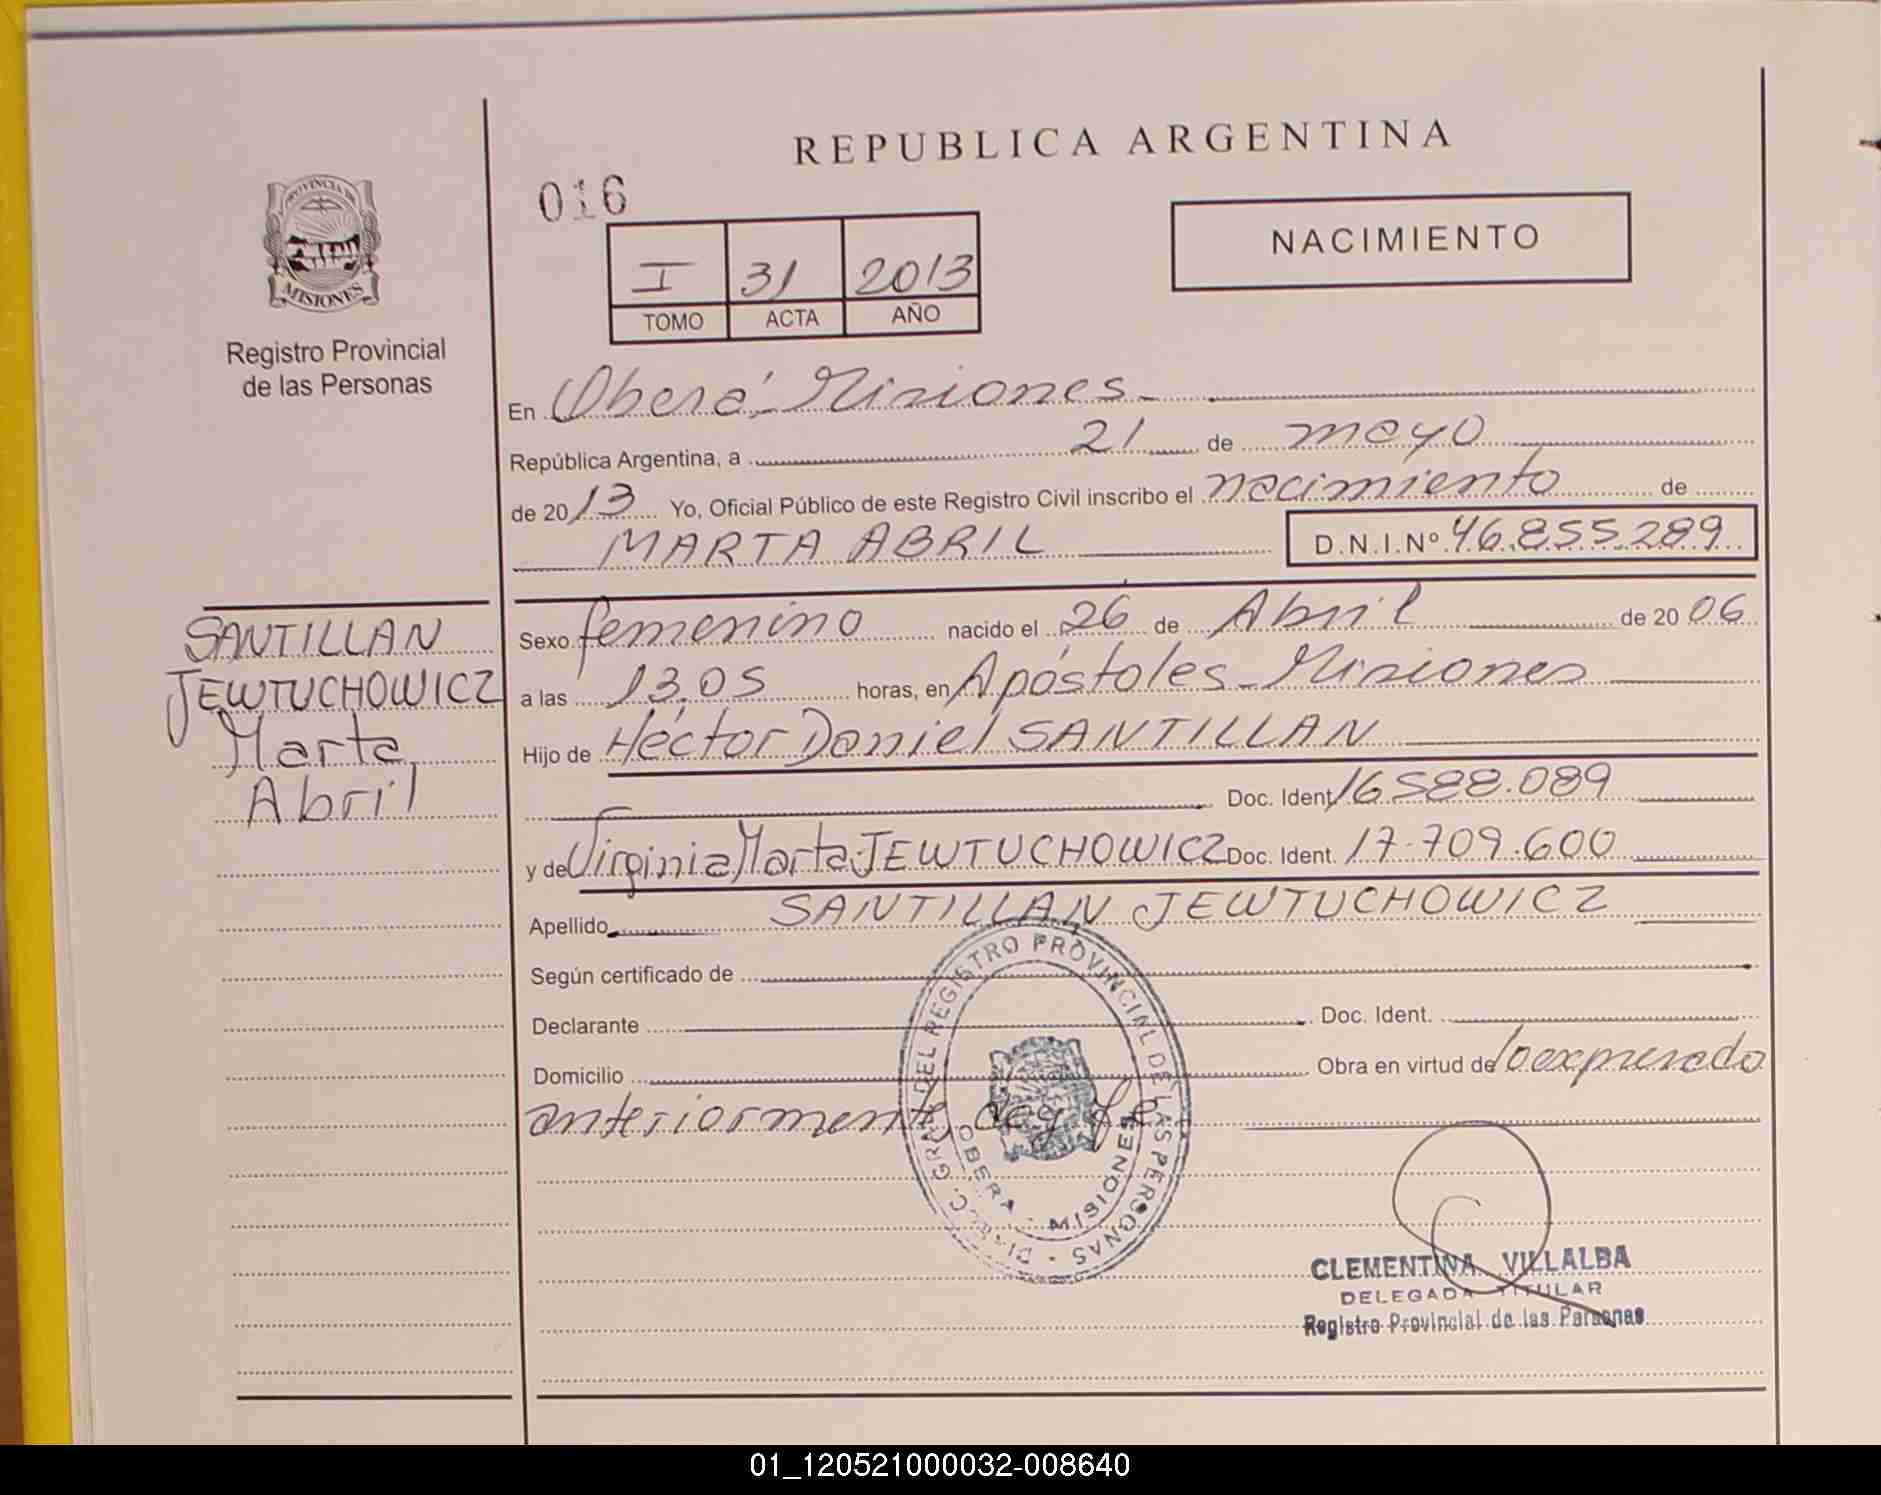 REPUBLICA ARGENTINA
016
NACIMIENTO
I 31 2013
TOMO ACTA AÑO
PROVINCIA DE
MISIONES
Registro Provincial
de las Personas
En Oberá - Misiones -
República Argentina, a 21 de mayo
de 2013 Yo, Oficial Público de este Registro Civil inscribo el nacimiento de
MARTA ABRIL D.N.I.Nº 46.855.289
SANTILLAN
JEWTUCHOWICZ
Marta
Abril
Sexo femenino nacido el 26 de Abril de 2006
a las 13.05 horas, en Apóstoles - Misiones
Hijo de Héctor Daniel SANTILLAN
Doc. Ident. 16.588.089
y de Virginia Marta JEWTUCHOWICZ Doc. Ident. 17.709.600
Apellido SANTILLAN JEWTUCHOWICZ
Según certificado de
Declarante Doc. Ident.
Domicilio Obra en virtud de lo expresado
anteriormente doy fe
REGISTRO PROVINCIAL DE LAS PERSONAS
OBERA - MISIONES
CLEMENTINA VILLALBA
DELEGADA TITULAR
Registro Provincial de las Personas
01_120521000032-008640